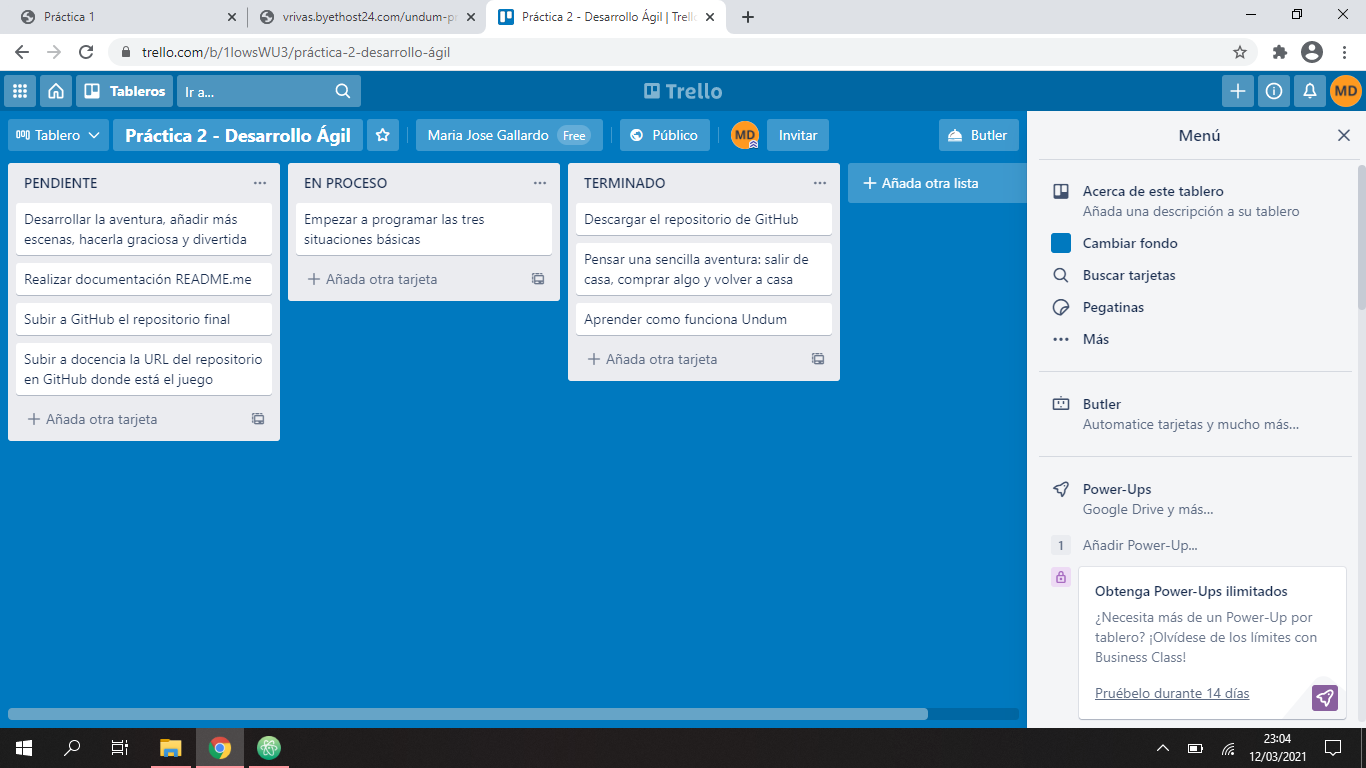 Práctica 1
vrivas.byethost24.com/undum-pr
Práctica 2 - Desarrollo Ágil | Trell
trello.com/b/1IowsWU3/práctica-2-desarrollo-ágil
Tableros
Ir a...
Trello
MD
Tablero
Práctica 2 - Desarrollo Ágil
Maria Jose Gallardo Free
Público
MD
Invitar
Butler
PENDIENTE
Desarrollar la aventura, añadir más
escenas, hacerla graciosa y divertida
Realizar documentación README.me
Subir a GitHub el repositorio final
Subir a docencia la URL del repositorio
en GitHub donde está el juego
Añada otra tarjeta
EN PROCESO
Empezar a programar las tres
situaciones básicas
Añada otra tarjeta
TERMINADO
Descargar el repositorio de GitHub
Pensar una sencilla aventura: salir de
casa, comprar algo y volver a casa
Aprender como funciona Undum
Añada otra tarjeta
Añada otra lista
Menú
Acerca de este tablero
Añada una descripción a su tablero
Cambiar fondo
Buscar tarjetas
Pegatinas
Más
Butler
Automatice tarjetas y mucho más...
Power-Ups
Google Drive y más...
1 Añadir Power-Up...
Obtenga Power-Ups ilimitados
¿Necesita más de un Power-Up por
tablero? ¡Olvídese de los límites con
Business Class!
Pruébelo durante 14 días
23:04
12/03/2021